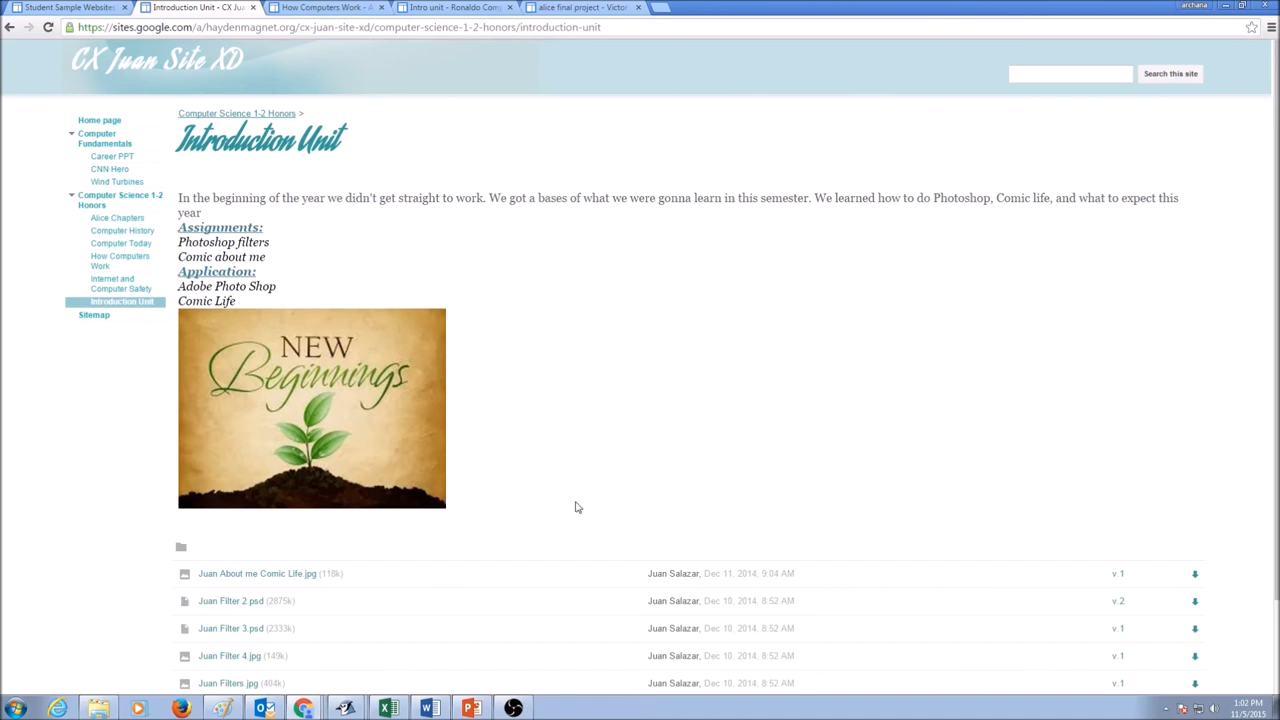 Student Sample Websites
Introduction Unit - CX Ju
How Computers Work - A
Intro unit - Ronaldo Comp
alice final project - Victor
archana
https://sites.google.com/a/haydenmagnet.org/cx-juan-site-xd/computer-science-1-2-honors/introduction-unit
CX Juan Site XD
Search this site
Home page
Computer
Fundamentals
Career PPT
CNN Hero
Wind Turbines
Computer Science 1-2
Honors
Alice Chapters
Computer History
Computer Today
How Computers
Work
Internet and
Computer Safety
Introduction Unit
Sitemap
Computer Science 1-2 Honors >
Introduction Unit
In the beginning of the year we didn't get straight to work. We got a bases of what we were gonna learn in this semester. We learned how to do Photoshop, Comic life, and what to expect this
year
Assignments:
Photoshop filters
Comic about me
Application:
Adobe Photo Shop
Comic Life
NEW
Beginnings
Juan About me Comic Life.jpg (118k) Juan Salazar, Dec 11, 2014, 9:04 AM v.1
Juan Filter 2.psd (2875k) Juan Salazar, Dec 10, 2014, 8:52 AM v.2
Juan Filter 3.psd (2333k) Juan Salazar, Dec 10, 2014, 8:52 AM v.1
Juan Filter 4.jpg (149k) Juan Salazar, Dec 10, 2014, 8:52 AM v.1
Juan Filters.jpg (404k) Juan Salazar, Dec 10, 2014, 8:52 AM v.1
1:02 PM
11/5/2015